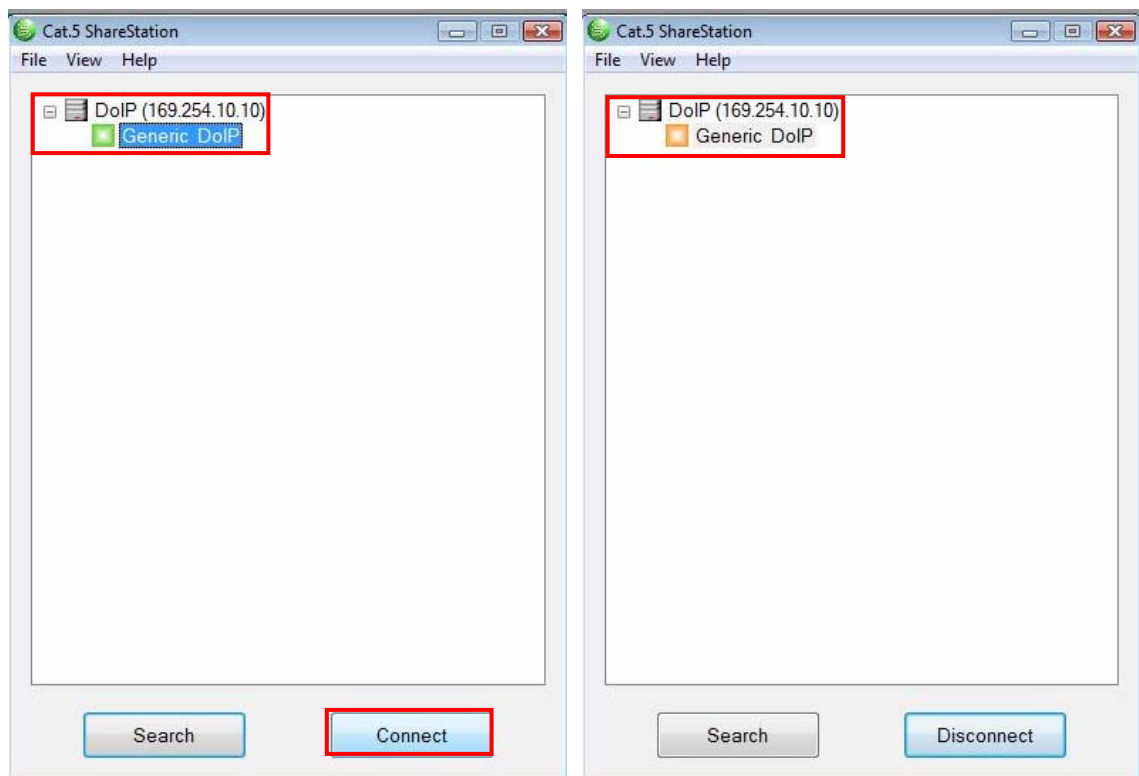 Cat.5 ShareStation
File View Help
DoIP (169.254.10.10)
Generic DoIP
Search Connect
Cat.5 ShareStation
File View Help
DoIP (169.254.10.10)
Generic DoIP
Search Disconnect